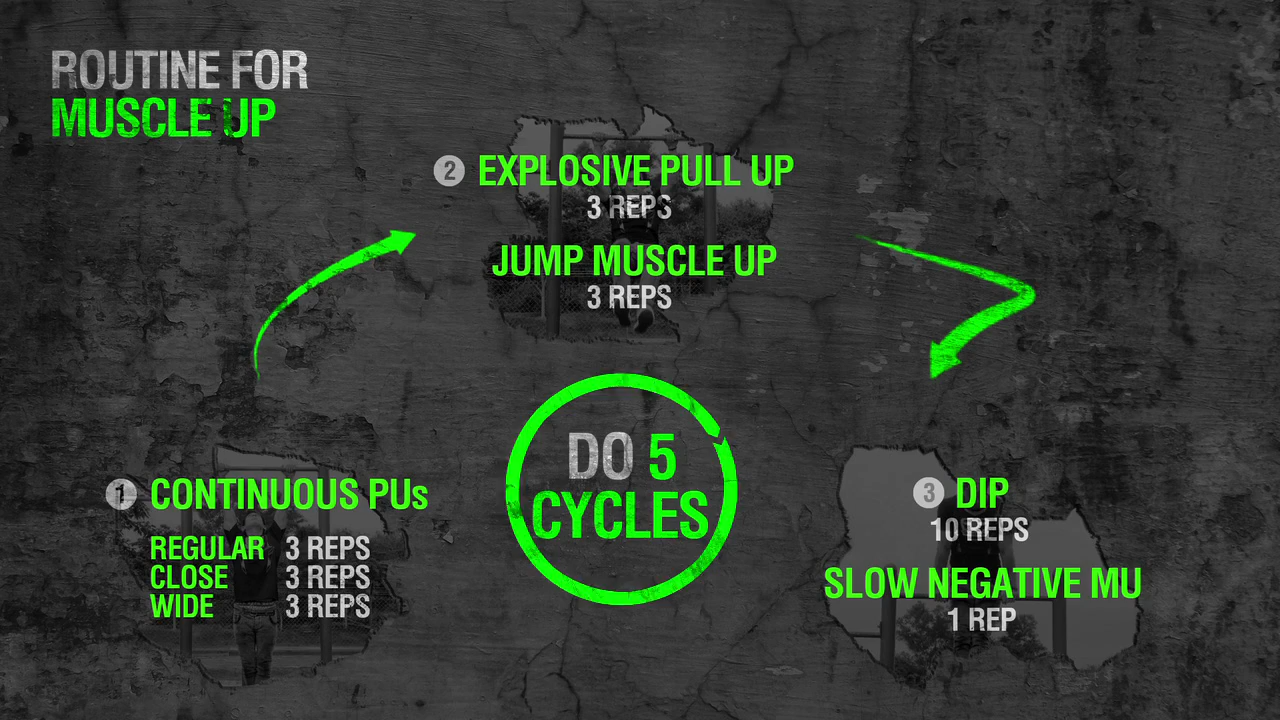 ROUTINE FOR
MUSCLE UP
2 EXPLOSIVE PULL UP
3 REPS
JUMP MUSCLE UP
3 REPS
DO 5
CYCLES
1 CONTINUOUS PUs
REGULAR 3 REPS
CLOSE 3 REPS
WIDE 3 REPS
3 DIP
10 REPS
SLOW NEGATIVE MU
1 REP